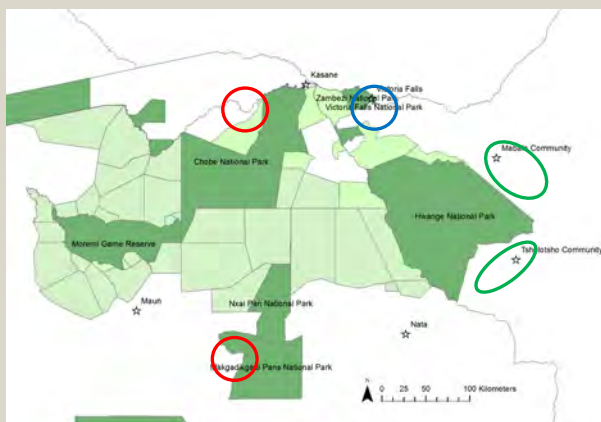 Kasane
Victoria Falls
Zambezi National Park
Victoria Falls National Park
Community
Chobe National Park
Hwange National Park
Moremi Game Reserve
Tsholotsho Community
Maun
Nxai Pan National Park
Nata
Makgadikgadi Pans National Park
N
0 25 50 100 Kilometers